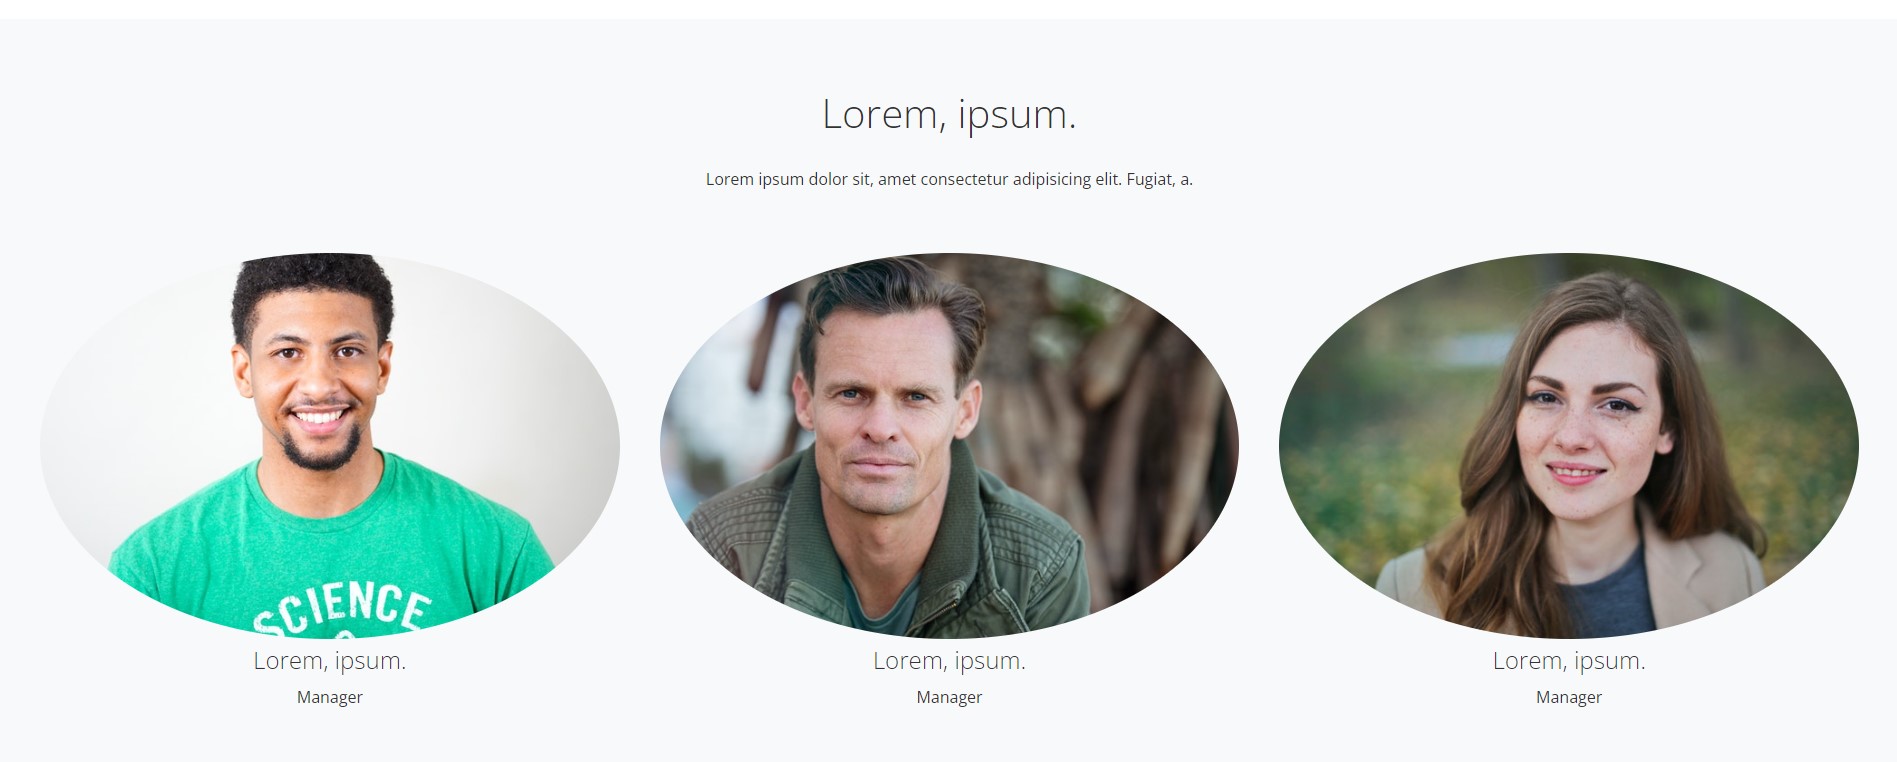 Lorem, ipsum.
Lorem ipsum dolor sit, amet consectetur adipisicing elit. Fugiat, a.
SCIENCE
Lorem, ipsum.
Lorem, ipsum.
Lorem, ipsum.
Manager
Manager
Manager